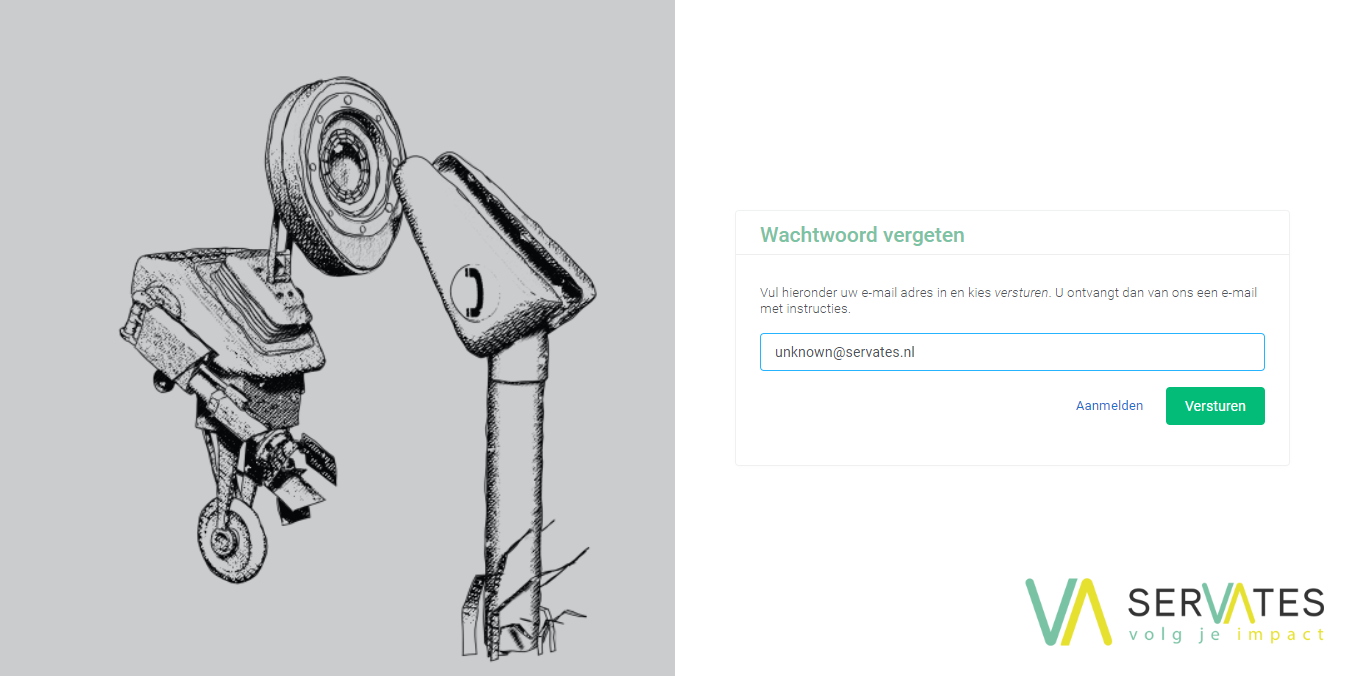 Wachtwoord vergeten
Vul hieronder uw e-mail adres in en kies versturen. U ontvangt dan van ons een e-mail
met instructies.
unknown@servates.nl
Aanmelden
Versturen
SERVATES
volg je impact